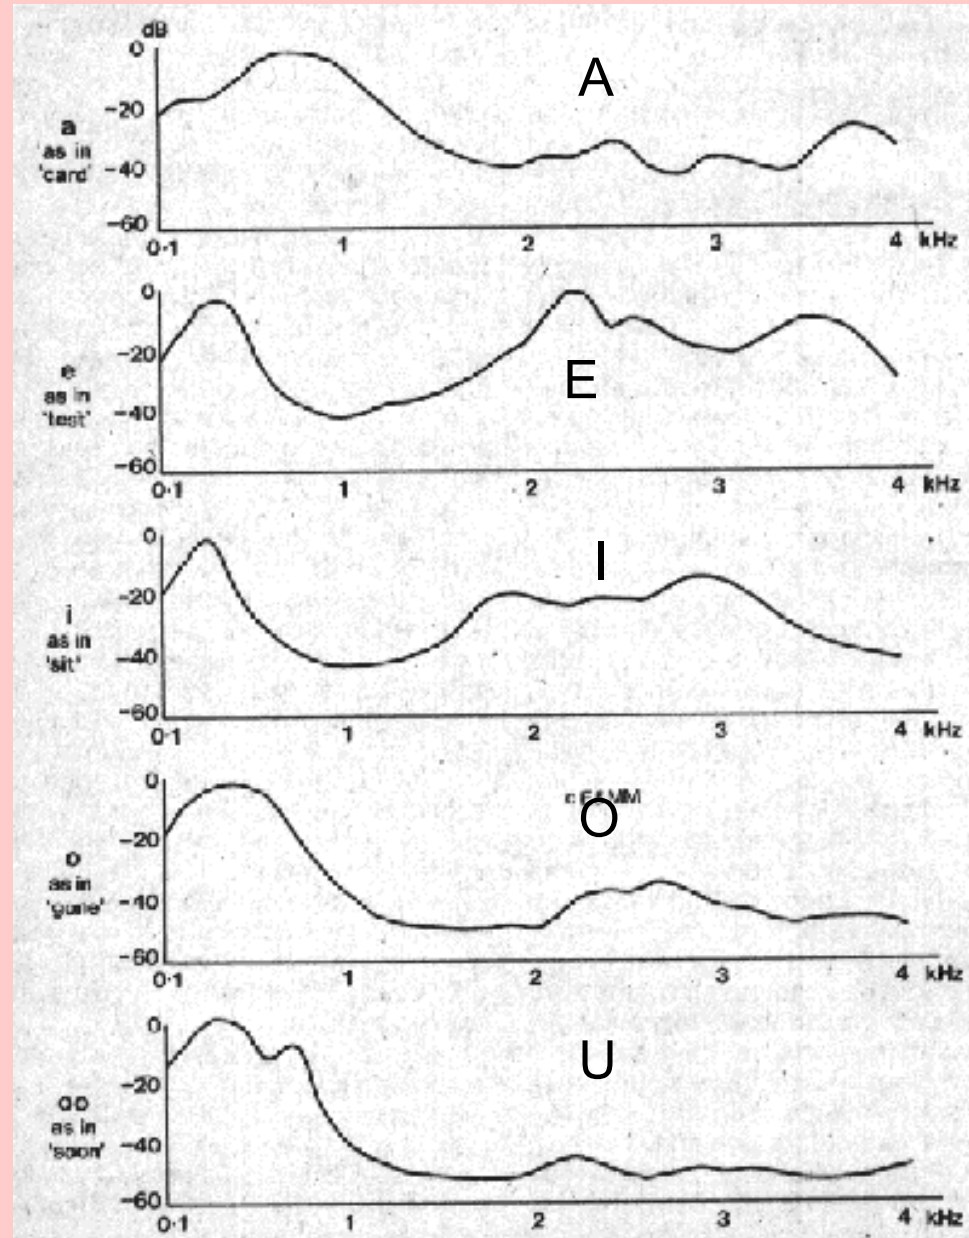 dB
0
A
−20
a
as in
'card'
−40
−60
0·1 1 2 3 4 kHz
0
−20
E
e
as in
'test'
−40
−60
0·1 1 2 3 4 kHz
0
I
−20
i
as in
'sit'
−40
−60
0·1 1 2 3 4 kHz
0
O
−20
o
as in
'gone'
−40
−60
0·1 1 2 3 4 kHz
0
U
−20
oo
as in
'soon'
−40
−60
0·1 1 2 3 4 kHz